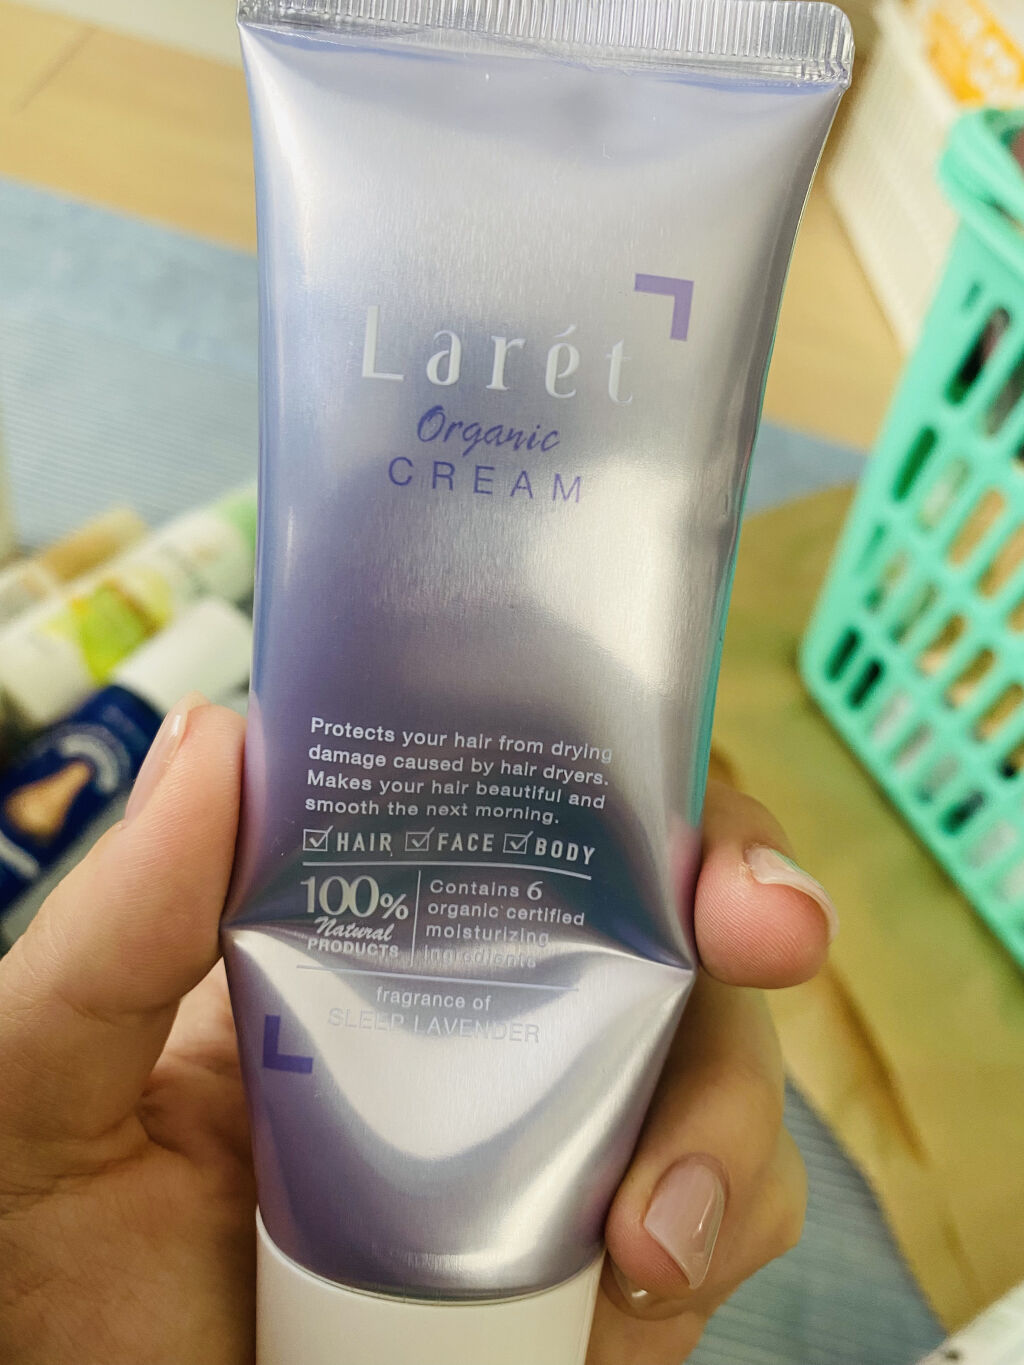 Larét
Organic
CREAM
Protects your hair from drying
damage caused by hair dryers.
Makes your hair beautiful and
smooth the next morning.
HAIR FACE BODY
100%
Natural
PRODUCTS
Contains 6
organic certified
moisturizing
ingredients
fragrance of
SLEEP LAVENDER